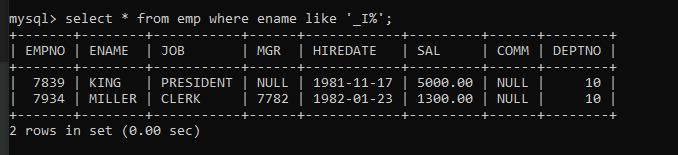 mysql> select * from emp where ename like '_I%';
+-------+--------+-----------+------+------------+---------+------+--------+
| EMPNO | ENAME  | JOB       | MGR  | HIREDATE   | SAL     | COMM | DEPTNO |
+-------+--------+-----------+------+------------+---------+------+--------+
|  7839 | KING   | PRESIDENT | NULL | 1981-11-17 | 5000.00 | NULL |     10 |
|  7934 | MILLER | CLERK     | 7782 | 1982-01-23 | 1300.00 | NULL |     10 |
+-------+--------+-----------+------+------------+---------+------+--------+
2 rows in set (0.00 sec)